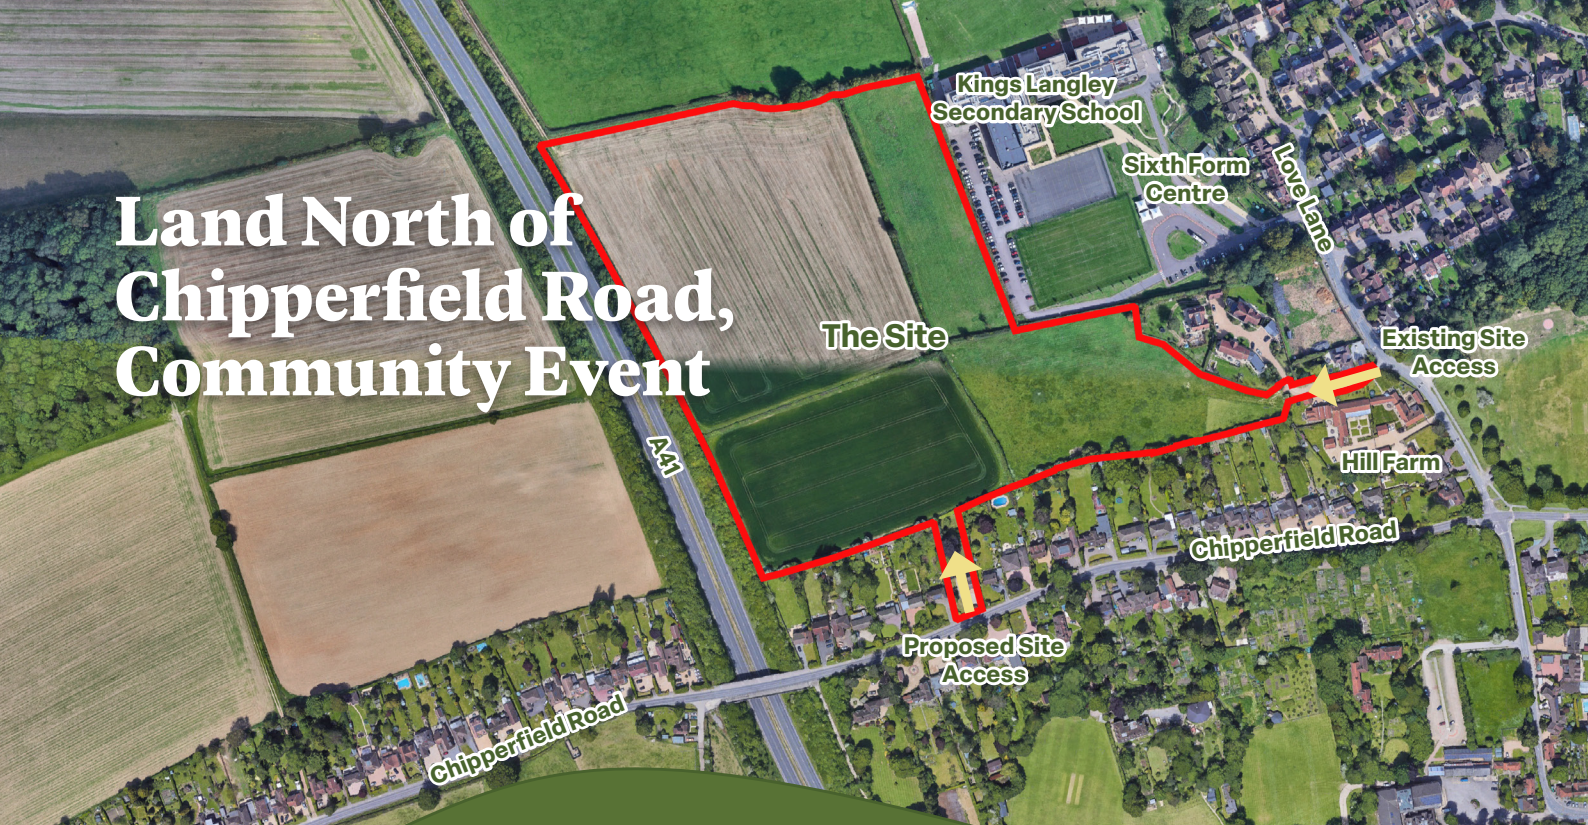 Kings Langley
Secondary School
Sixth Form
Centre
Love Lane
Land North of
Chipperfield Road,
Community Event
The Site
Existing Site
Access
A41
Hill Farm
Chipperfield Road
Proposed Site
Access
Chipperfield Road